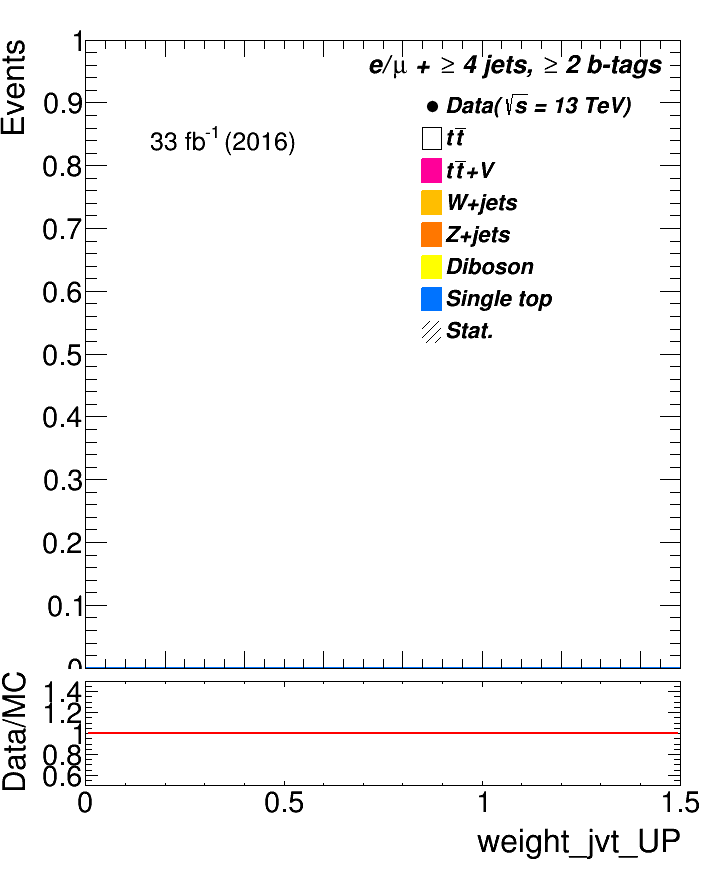 Events
e/μ + ≥ 4 jets, ≥ 2 b-tags
33 fb⁻¹ (2016)
Data(√s = 13 TeV)
tt̅
tt̅+V
W+jets
Z+jets
Diboson
Single top
Stat.
1
0.9
0.8
0.7
0.6
0.5
0.4
0.3
0.2
0.1
0
Data/MC
1.4
1.2
1
0.8
0.6
0
0.5
1
1.5
weight_jvt_UP